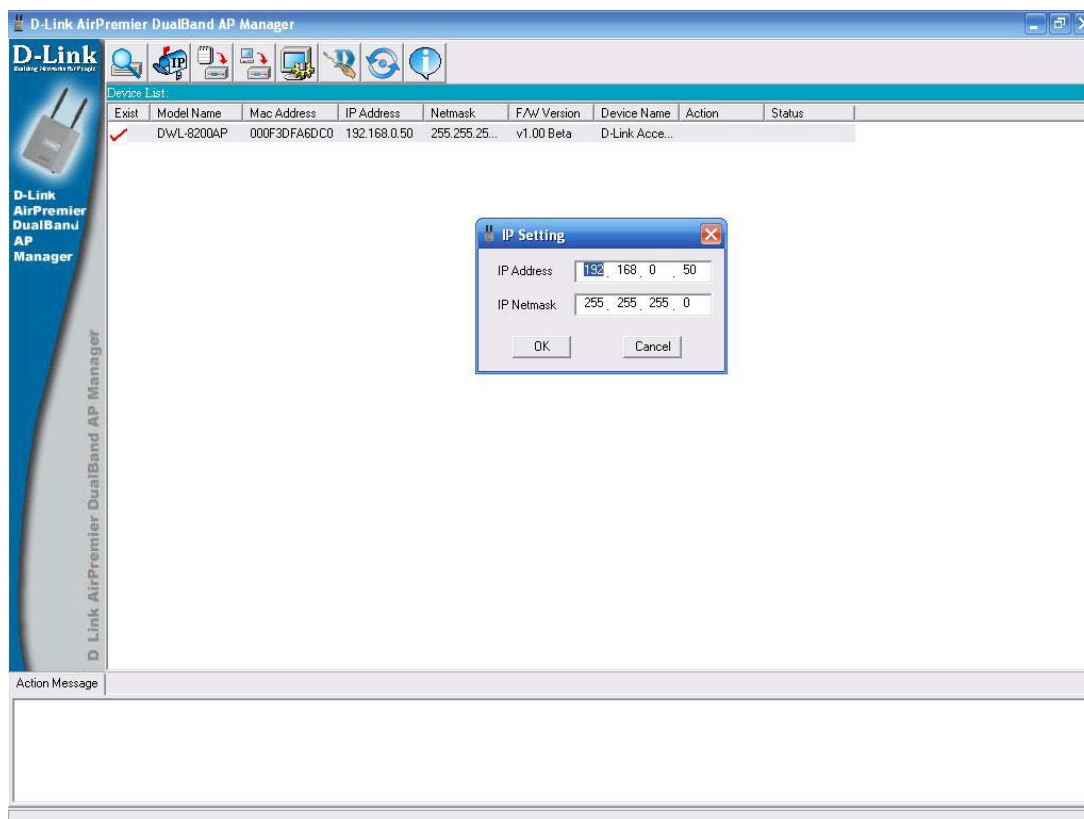 D-Link AirPremier DualBand AP Manager
D-Link
Building Networks for People
IP
Device List:
Exist Model Name Mac Address IP Address Netmask F/W Version Device Name Action Status
DWL-8200AP 000F3DFA6DC0 192.168.0.50 255.255.25... v1.00 Beta D-Link Acce...
D-Link
AirPremier
DualBand
AP
Manager
IP Setting
IP Address 192 . 168 . 0 . 50
IP Netmask 255 . 255 . 255 . 0
OK Cancel
D Link AirPremier DualBand AP Manager
Action Message